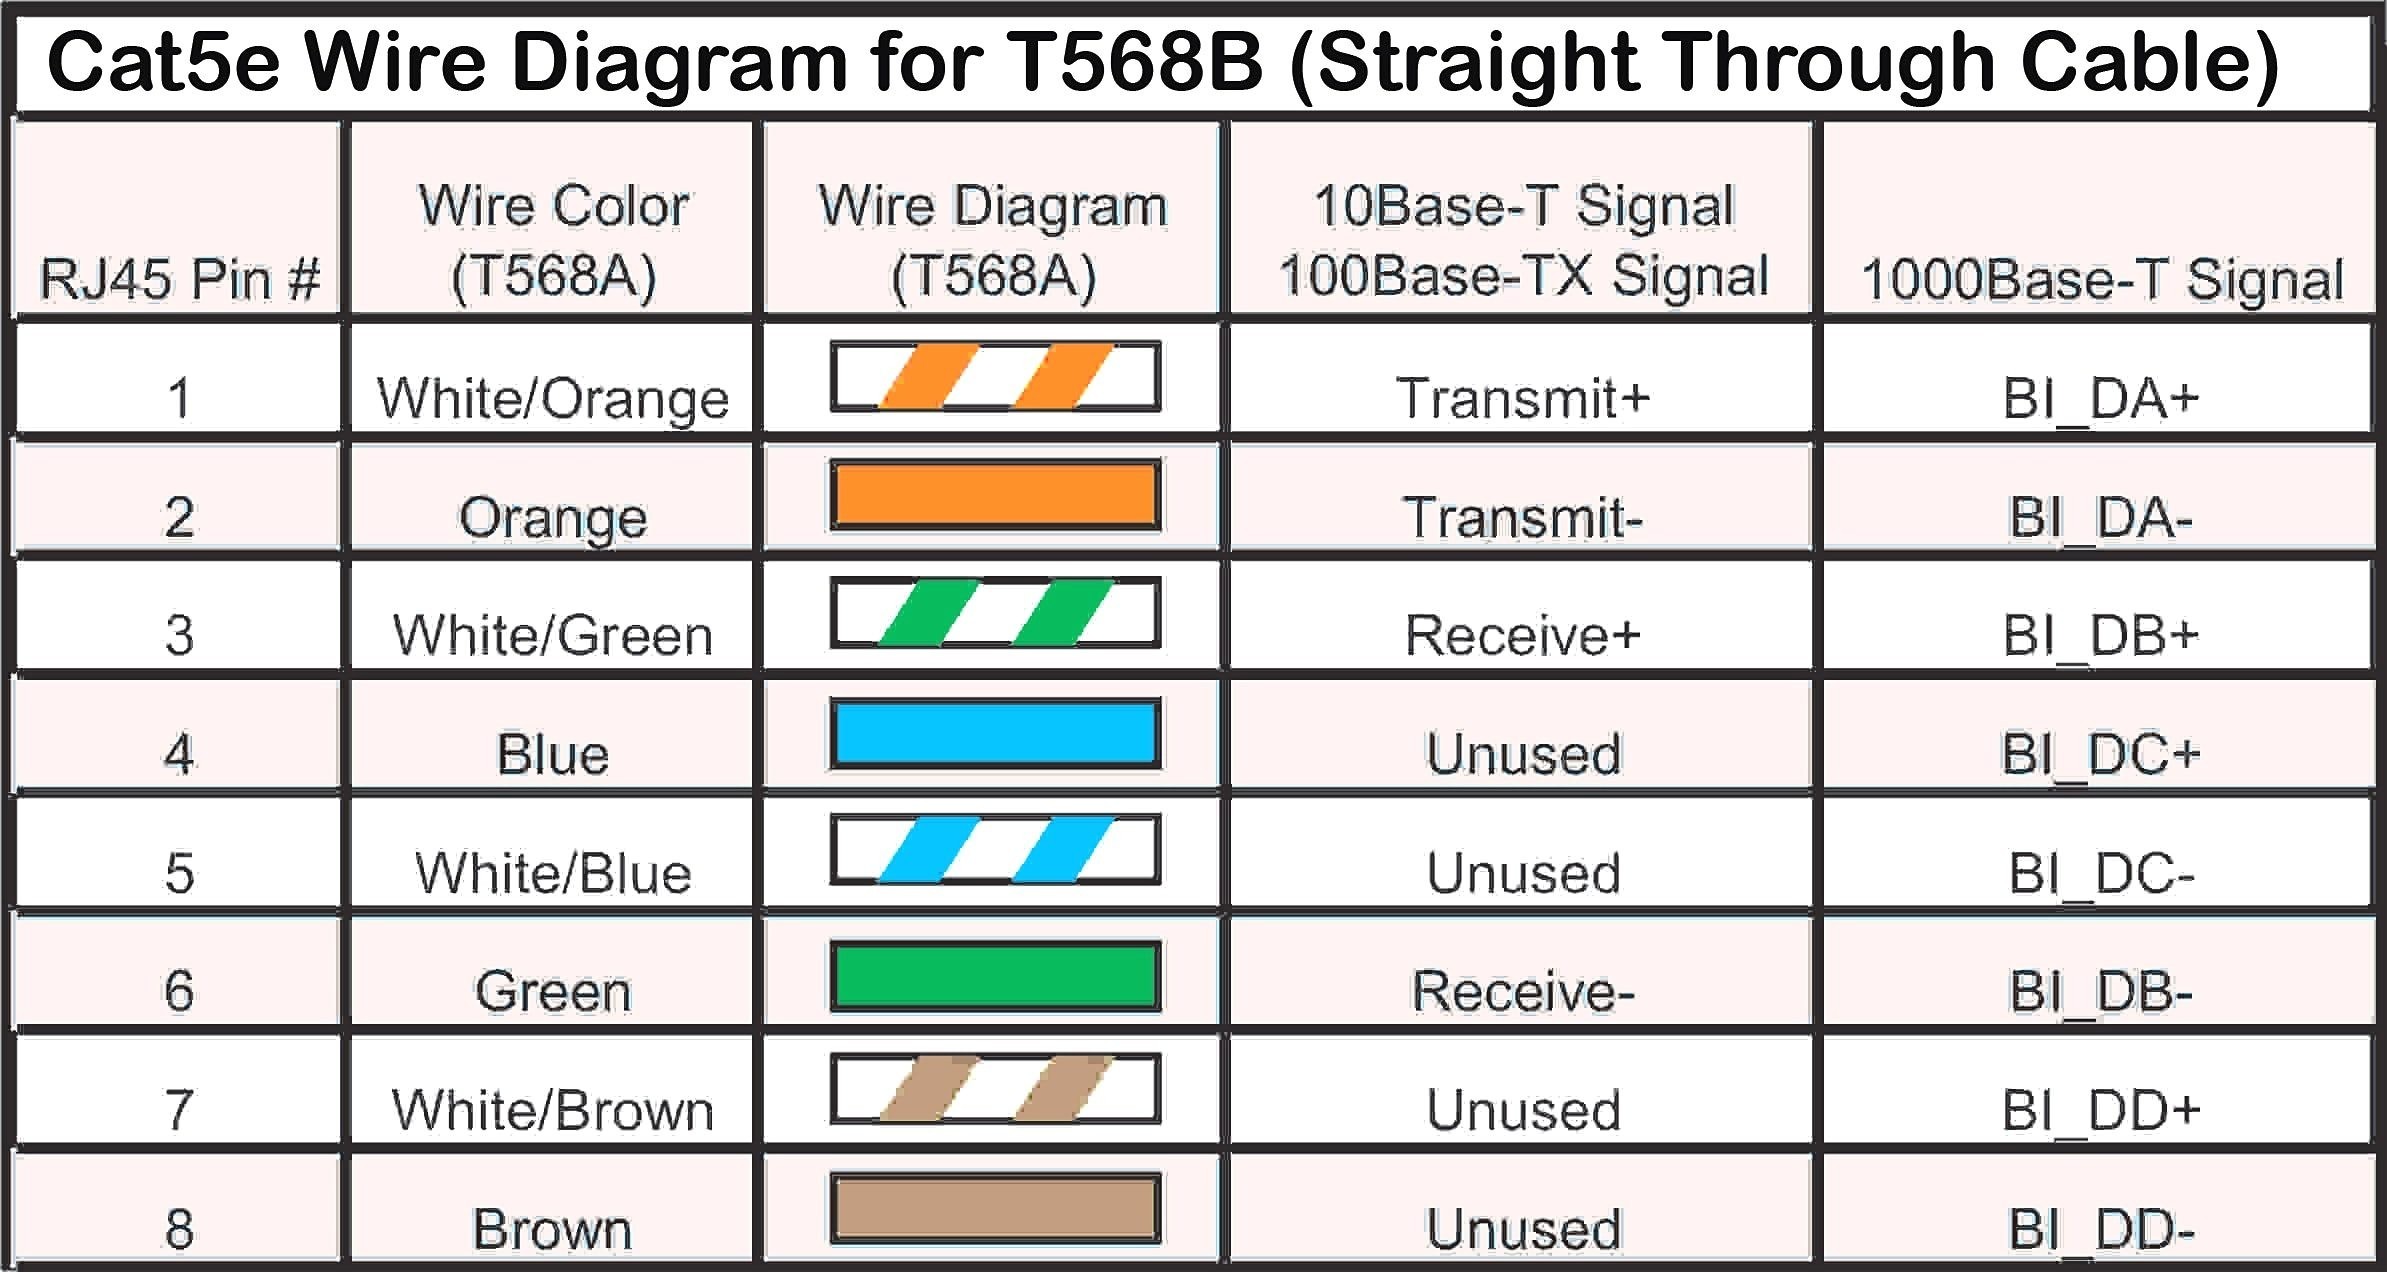 Cat5e Wire Diagram for T568B (Straight Through Cable)
RJ45 Pin #
Wire Color
(T568A)
Wire Diagram
(T568A)
10Base-T Signal
100Base-TX Signal
1000Base-T Signal
1 White/Orange Transmit+ BI_DA+
2 Orange Transmit- BI_DA-
3 White/Green Receive+ BI_DB+
4 Blue Unused BI_DC+
5 White/Blue Unused BI_DC-
6 Green Receive- BI_DB-
7 White/Brown Unused BI_DD+
8 Brown Unused BI_DD-